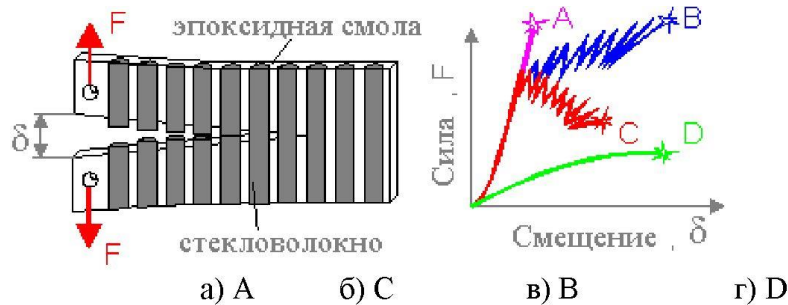 F
эпоксидная смола
δ
F
стекловолокно
Сила , F
A
B
C
D
Смещение , δ
а) A б) C в) B г) D